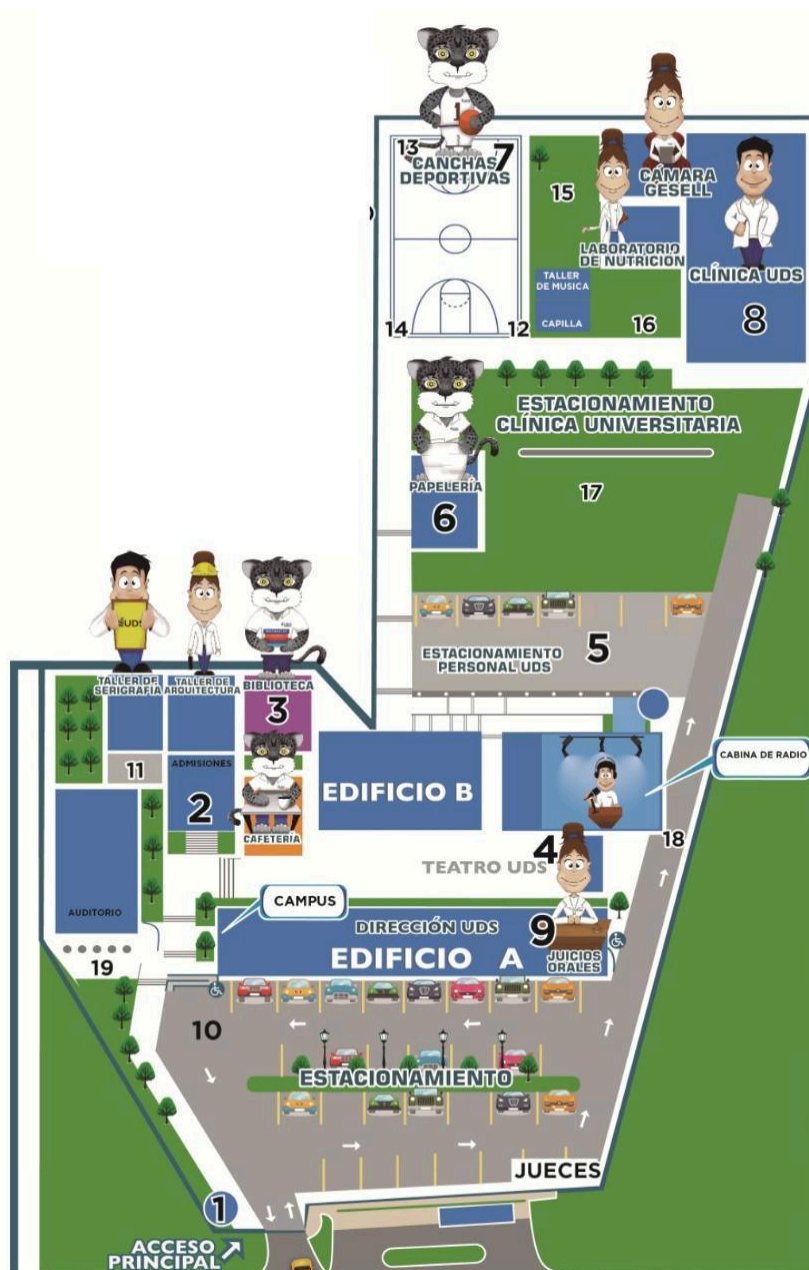 13
7
CANCHAS
DEPORTIVAS
14
12
15
CAMARA
GESELL
LABORATORIO
DE NUTRICIÓN
TALLER
DE MUSICA
CAPILLA
16
CLÍNICA UDS
8
ESTACIONAMIENTO
CLÍNICA UNIVERSITARIA
17
PAPELERÍA
6
ESTACIONAMIENTO
PERSONAL UDS
5
UDS
TALLER DE
SERIGRAFÍA
TALLER DE
ARQUITECTURA
BIBLIOTECA
3
11
ADMISIONES
2
CAFETERÍA
EDIFICIO B
CABINA DE RADIO
18
4
TEATRO UDS
AUDITORIO
19
CAMPUS
DIRECCIÓN UDS
EDIFICIO A
9
JUICIOS
ORALES
10
ESTACIONAMIENTO
JUECES
1
ACCESO
PRINCIPAL